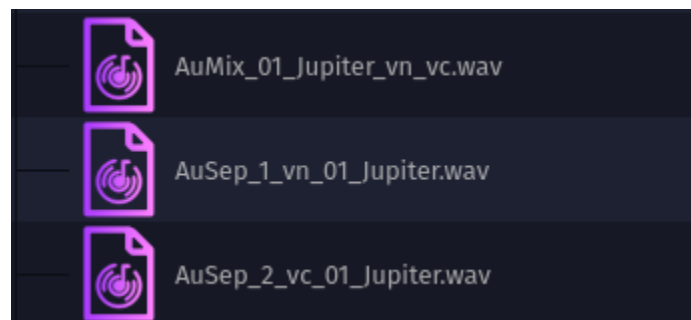 AuMix_01_Jupiter_vn_vc.wav
AuSep_1_vn_01_Jupiter.wav
AuSep_2_vc_01_Jupiter.wav